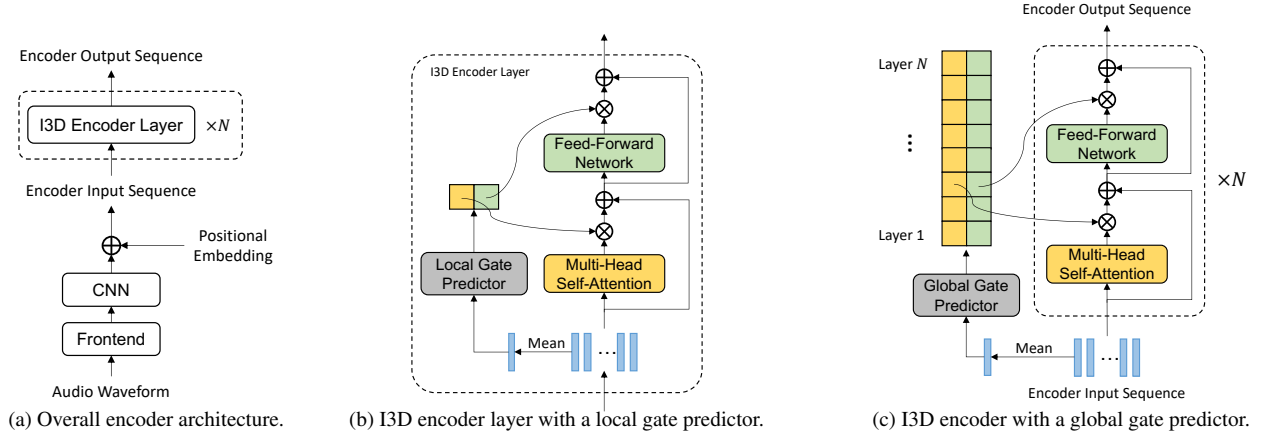 Encoder Output Sequence
I3D Encoder Layer
×N
Encoder Input Sequence
Positional
Embedding
CNN
Frontend
Audio Waveform
(a) Overall encoder architecture.
I3D Encoder Layer
Feed-Forward
Network
Local Gate
Predictor
Multi-Head
Self-Attention
Mean
...
(b) I3D encoder layer with a local gate predictor.
Encoder Output Sequence
Layer N
...
Layer 1
Feed-Forward
Network
×N
Multi-Head
Self-Attention
Global Gate
Predictor
Mean
...
Encoder Input Sequence
(c) I3D encoder with a global gate predictor.